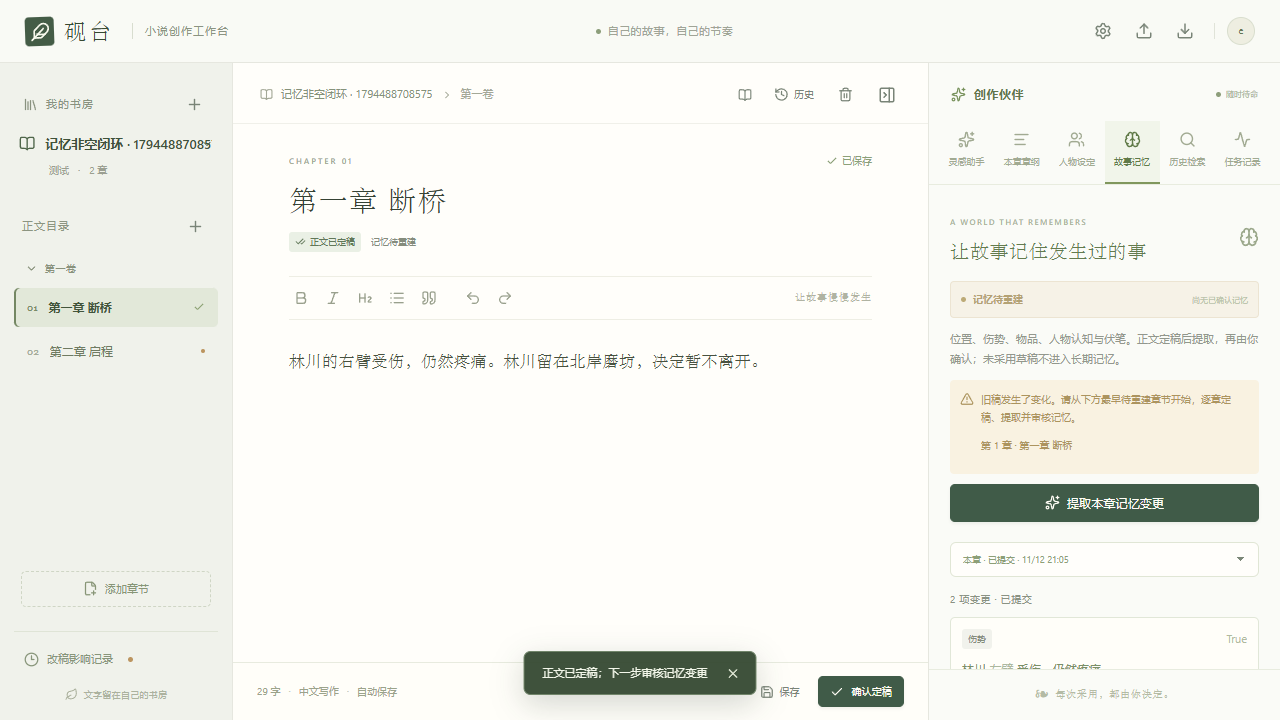 砚台
小说创作工作台
自己的故事，自己的节奏
c
我的书房
记忆非空闭环 · 17944887085
测试 · 2 章
正文目录
第一卷
01 第一章 断桥
02 第二章 启程
添加章节
改稿影响记录
文字留在自己的书房
记忆非空闭环 · 1794488708575
第一卷
历史
CHAPTER 01
已保存
第一章 断桥
正文已定稿
记忆待重建
B I H2
让故事慢慢发生
林川的右臂受伤，仍然疼痛。林川留在北岸磨坊，决定暂不离开。
29 字 · 中文写作 · 自动保存
正文已定稿；下一步审核记忆变更
保存
确认定稿
创作伙伴
随时待命
灵感助手
本章章纲
人物设定
故事记忆
历史检索
任务记录
A WORLD THAT REMEMBERS
让故事记住发生过的事
记忆待重建
尚无已确认记忆
位置、伤势、物品、人物认知与伏笔。正文定稿后提取，再由你
确认；未采用草稿不进入长期记忆。
旧稿发生了变化。请从下方最早待重建章节开始，逐章定
稿、提取并审核记忆。
第 1 章 · 第一章 断桥
提取本章记忆变更
本章 · 已提交 · 11/12 21:05
2 项变更 · 已提交
伤势
True
林川 右臂 受伤，仍然疼痛
每次采用，都由你决定。